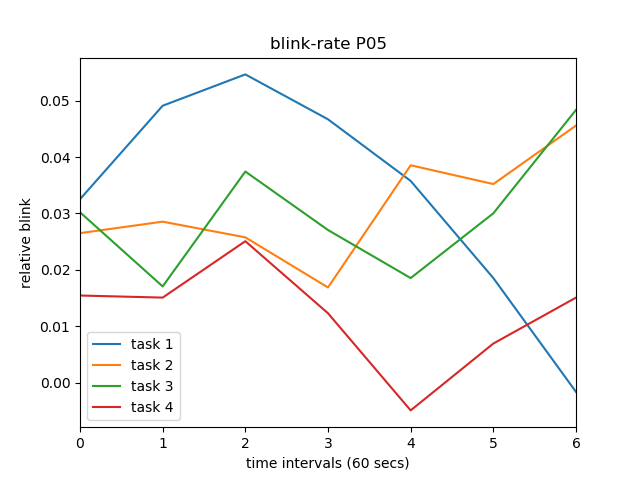 blink-rate P05
relative blink
0.05
0.04
0.03
0.02
0.01
0.00
task 1
task 2
task 3
task 4
0 1 2 3 4 5 6
time intervals (60 secs)